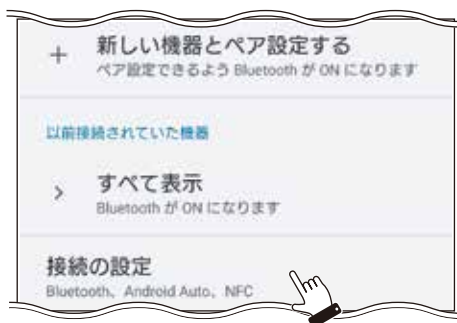 + 新しい機器とペア設定する
ペア設定できるよう Bluetooth が ON になります
以前接続されていた機器
> すべて表示
Bluetooth が ON になります
接続の設定
Bluetooth、Android Auto、NFC